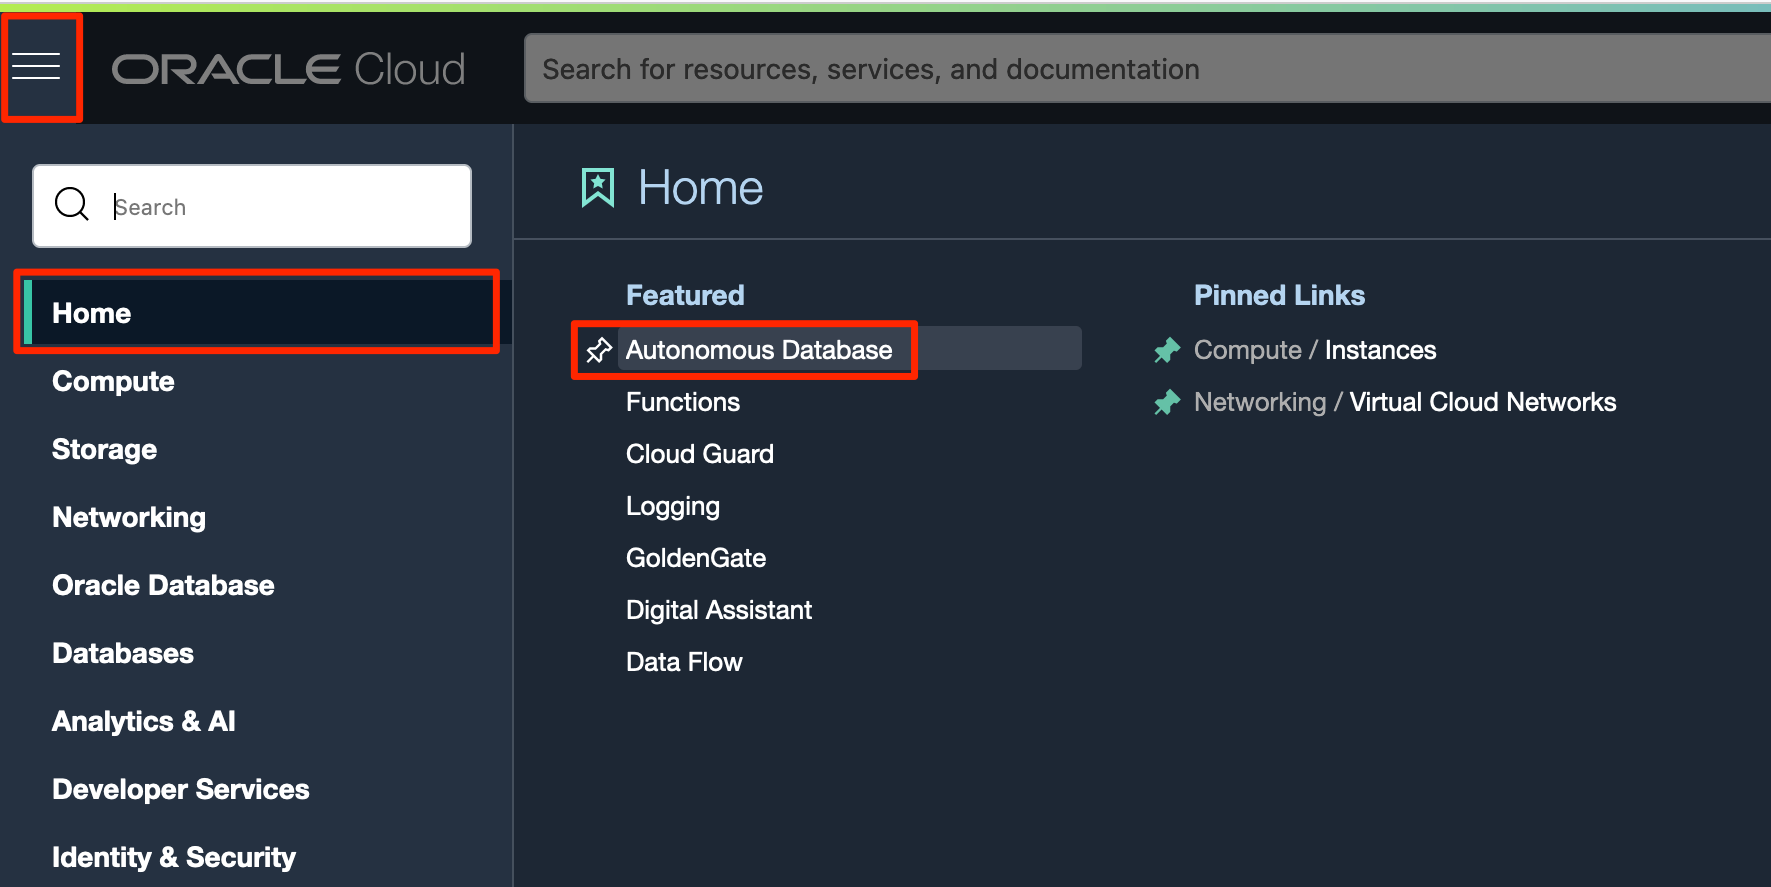 ORACLE Cloud
Search for resources, services, and documentation
Search
Home
Compute
Storage
Networking
Oracle Database
Databases
Analytics & AI
Developer Services
Identity & Security
Home
Featured
Autonomous Database
Functions
Cloud Guard
Logging
GoldenGate
Digital Assistant
Data Flow
Pinned Links
Compute / Instances
Networking / Virtual Cloud Networks